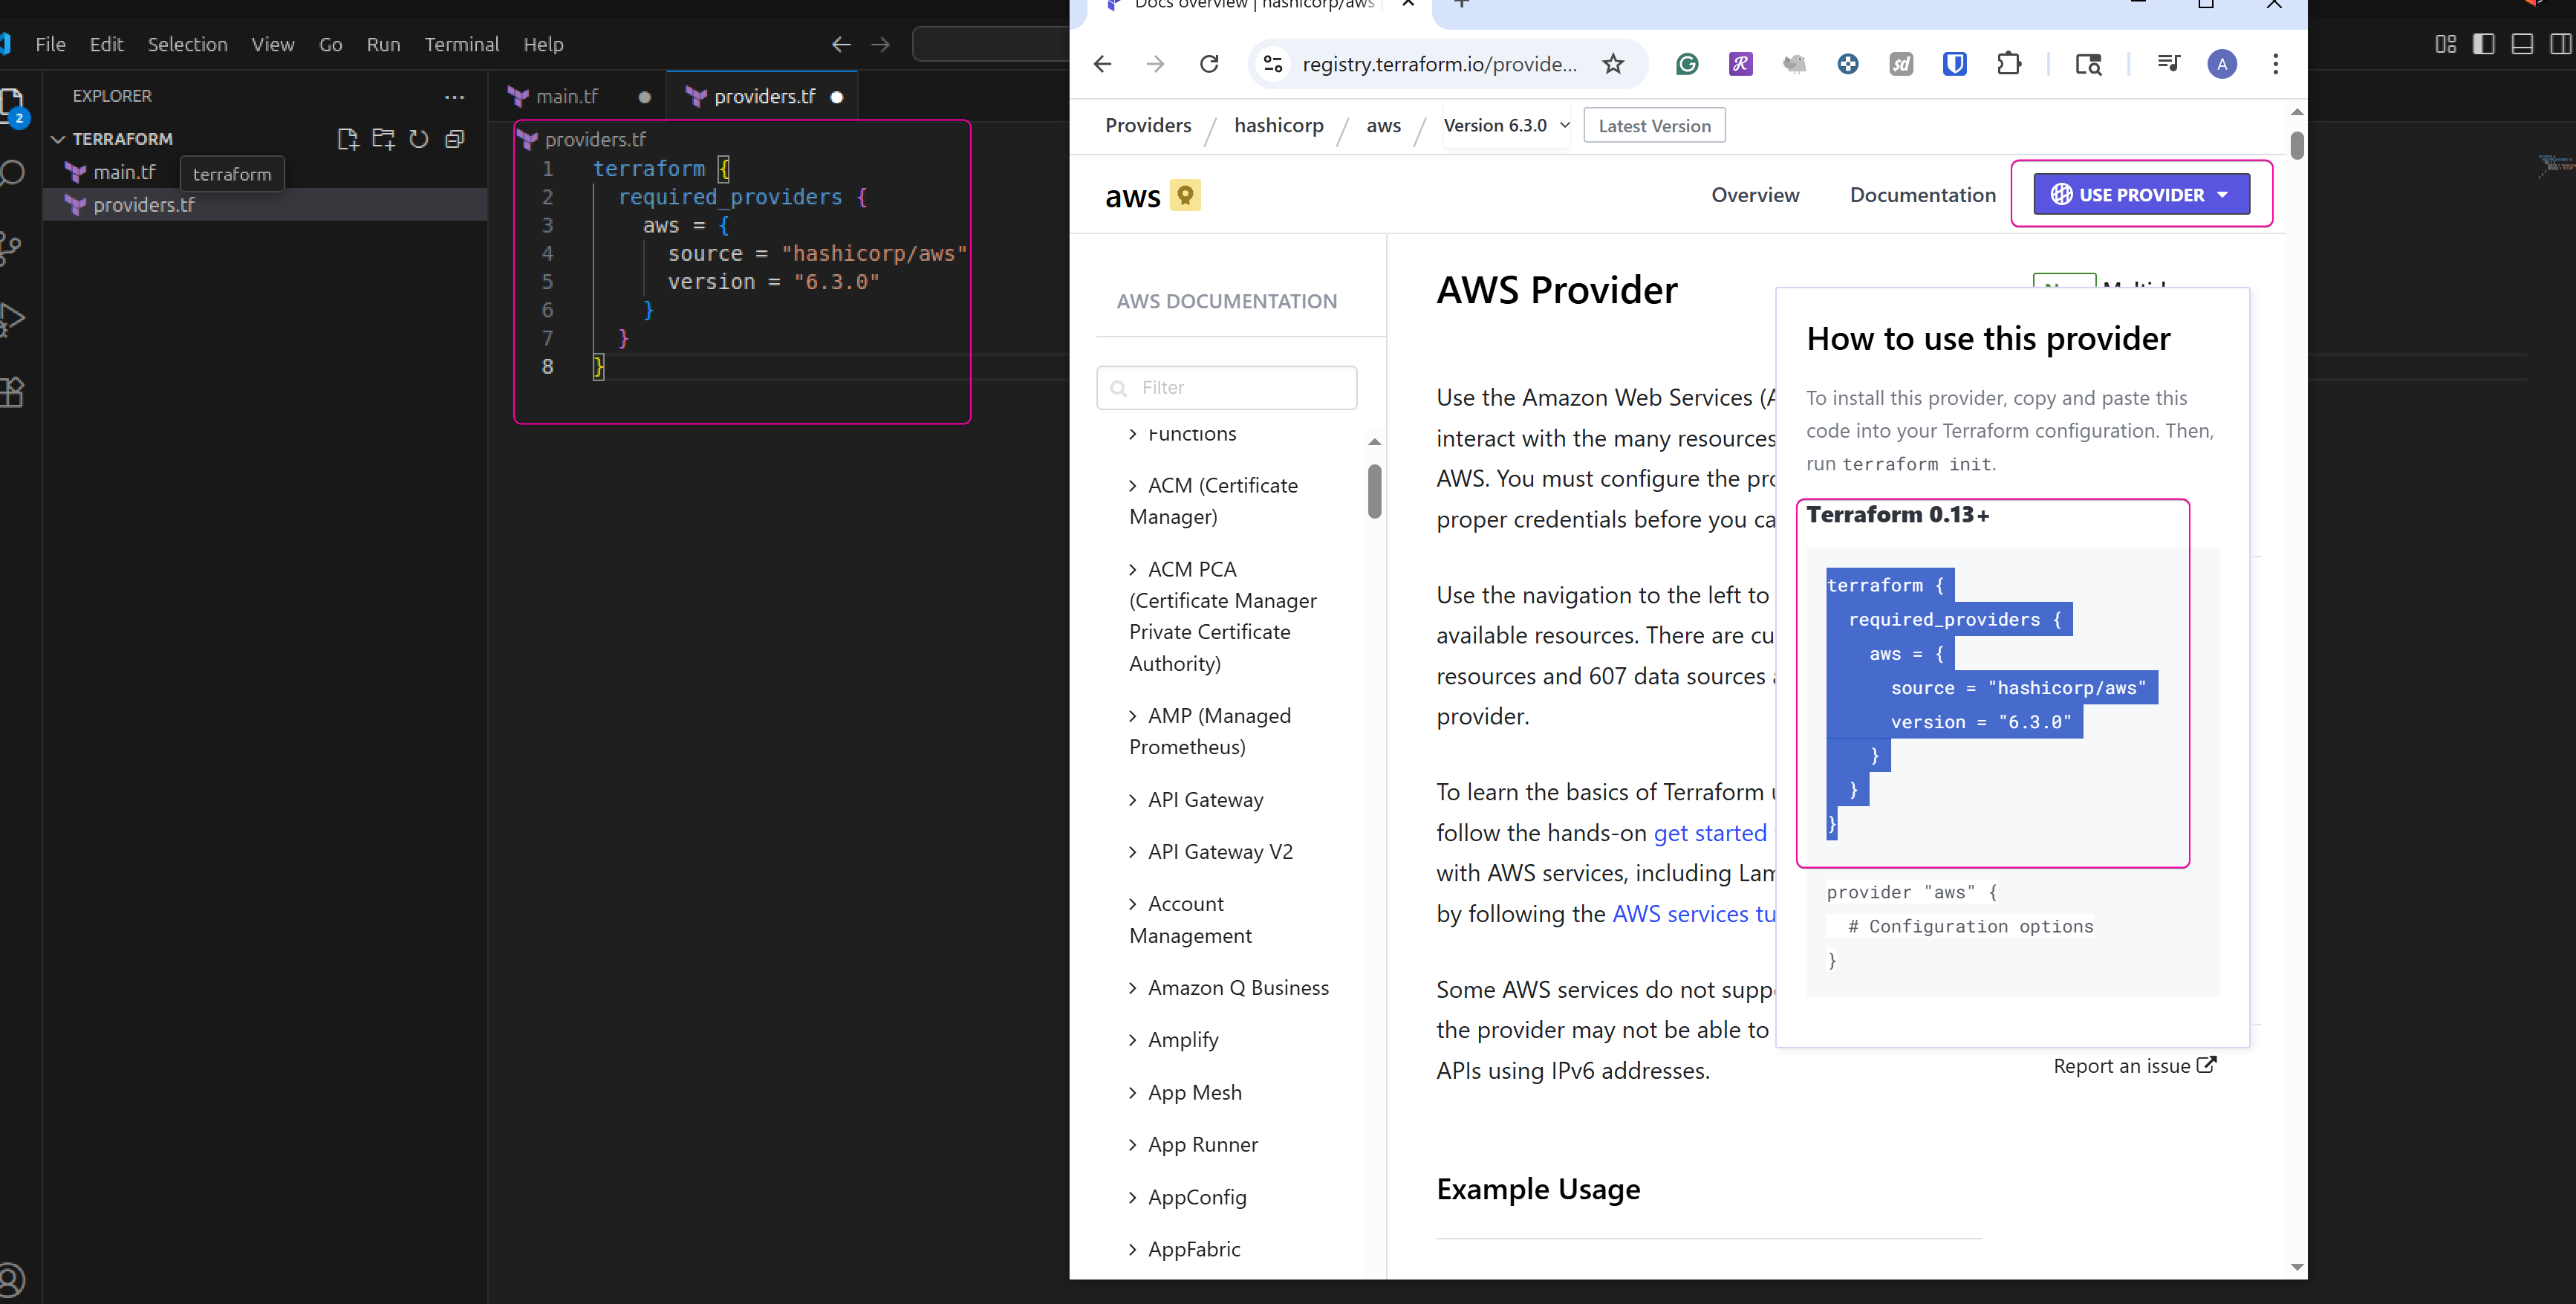 File Edit Selection View Go Run Terminal Help
EXPLORER
TERRAFORM
main.tf
terraform
providers.tf
2
main.tf
providers.tf
providers.tf
1 terraform {
2 required_providers {
3 aws = {
4 source = "hashicorp/aws"
5 version = "6.3.0"
6 }
7 }
8 }
Docs overview | hashicorp/aws
registry.terraform.io/provide...
A
Providers / hashicorp / aws / Version 6.3.0 Latest Version
aws
Overview Documentation USE PROVIDER
AWS DOCUMENTATION
Filter
Functions
ACM (Certificate
Manager)
ACM PCA
(Certificate Manager
Private Certificate
Authority)
AMP (Managed
Prometheus)
API Gateway
API Gateway V2
Account
Management
Amazon Q Business
Amplify
App Mesh
App Runner
AppConfig
AppFabric
AWS Provider
Use the Amazon Web Services (A
interact with the many resources
AWS. You must configure the pro
proper credentials before you ca
Use the navigation to the left to
available resources. There are cu
resources and 607 data sources
provider.
To learn the basics of Terraform
follow the hands-on get started
with AWS services, including Lam
by following the AWS services tu
Some AWS services do not supp
the provider may not be able to
APIs using IPv6 addresses.
Example Usage
How to use this provider
To install this provider, copy and paste this
code into your Terraform configuration. Then,
run terraform init.
Terraform 0.13+
terraform {
required_providers {
aws = {
source = "hashicorp/aws"
version = "6.3.0"
}
}
}
provider "aws" {
# Configuration options
}
Report an issue